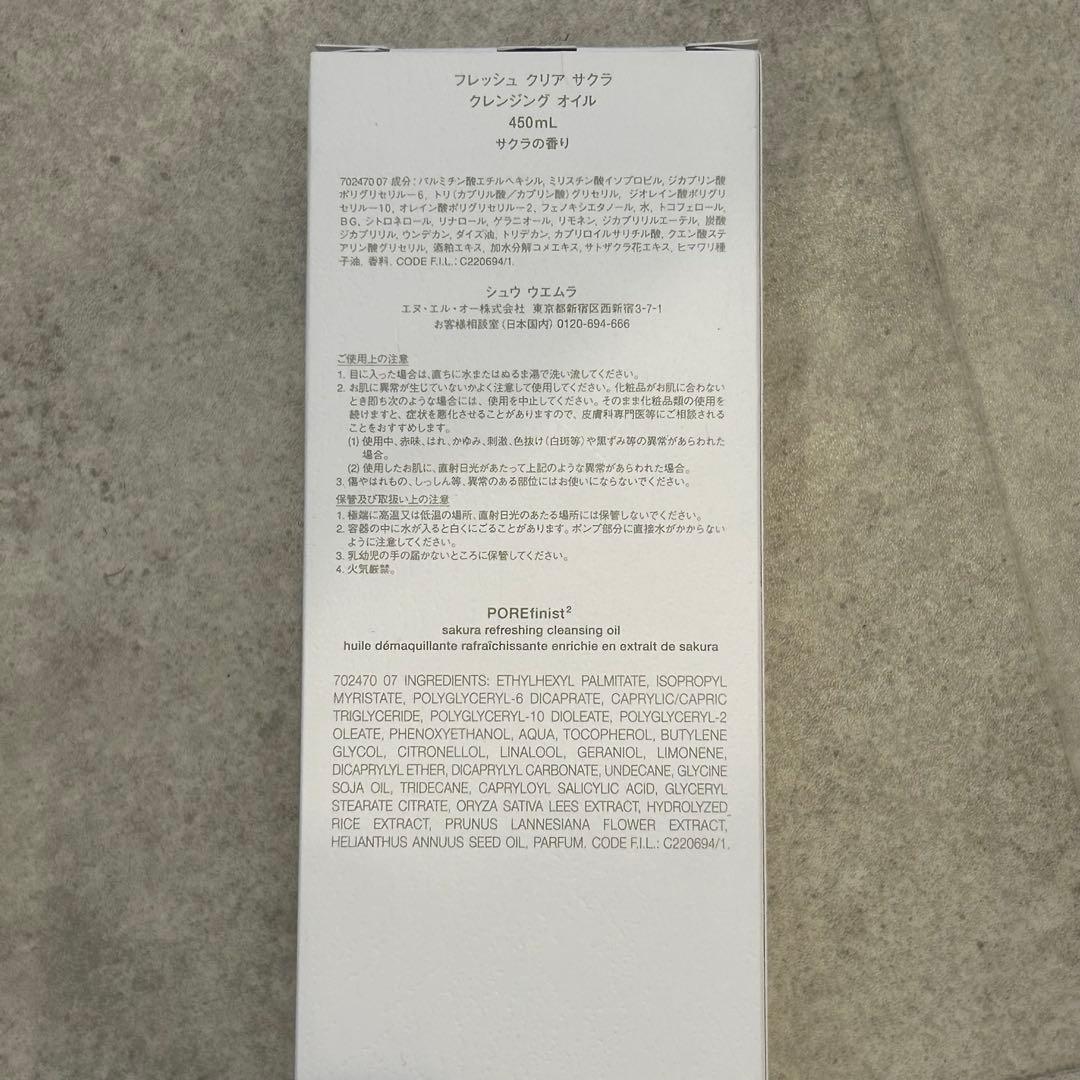 フレッシュ クリア サクラ
クレンジング オイル
450mL
サクラの香り
702470 07 成分：パルミチン酸エチルヘキシル, ミリスチン酸イソプロピル, ジカプリン酸
ポリグリセリル－6, トリ（カプリル酸／カプリン酸）グリセリル, ジオレイン酸ポリグリ
セリル－10, オレイン酸ポリグリセリル－2, フェノキシエタノール, 水, トコフェロール,
BG, シトロネロール, リナロール, ゲラニオール, リモネン, ジカプリリルエーテル, 炭酸
ジカプリリル, ウンデカン, ダイズ油, トリデカン, カプリロイルサリチル酸, クエン酸ステ
アリン酸グリセリル, 酒粕エキス, 加水分解コメエキス, サトザクラ花エキス, ヒマワリ種
子油, 香料. CODE F.I.L.: C220694/1.
シュウ ウエムラ
エヌ・エル・オー株式会社 東京都新宿区西新宿3-7-1
お客様相談室（日本国内）0120-694-666
ご使用上の注意
1. 目に入った場合は、直ちに水またはぬるま湯で洗い流してください。
2. お肌に異常が生じていないかよく注意して使用してください。化粧品がお肌に合わない
とき即ち次のような場合には、使用を中止してください。そのまま化粧品類の使用を
続けますと、症状を悪化させることがありますので、皮膚科専門医等にご相談される
ことをおすすめします。
(1) 使用中、赤味、はれ、かゆみ、刺激、色抜け（白斑等）や黒ずみ等の異常があらわれた
場合。
(2) 使用したお肌に、直射日光があたって上記のような異常があらわれた場合。
3. 傷やはれもの、しっしん等、異常のある部位にはお使いにならないでください。
保管及び取扱い上の注意
1. 極端に高温又は低温の場所、直射日光のあたる場所には保管しないでください。
2. 容器の中に水が入ると白くにごることがあります。ポンプ部分に直接水がかからない
ように注意してください。
3. 乳幼児の手の届かないところに保管してください。
4. 火気厳禁。
POREfinist²
sakura refreshing cleansing oil
huile démaquillante rafraîchissante enrichie en extrait de sakura
702470 07 INGREDIENTS: ETHYLHEXYL PALMITATE, ISOPROPYL
MYRISTATE, POLYGLYCERYL-6 DICAPRATE, CAPRYLIC/CAPRIC
TRIGLYCERIDE, POLYGLYCERYL-10 DIOLEATE, POLYGLYCERYL-2
OLEATE, PHENOXYETHANOL, AQUA, TOCOPHEROL, BUTYLENE
GLYCOL, CITRONELLOL, LINALOOL, GERANIOL, LIMONENE,
DICAPRYLYL ETHER, DICAPRYLYL CARBONATE, UNDECANE, GLYCINE
SOJA OIL, TRIDECANE, CAPRYLOYL SALICYLIC ACID, GLYCERYL
STEARATE CITRATE, ORYZA SATIVA LEES EXTRACT, HYDROLYZED
RICE EXTRACT, PRUNUS LANNESIANA FLOWER EXTRACT,
HELIANTHUS ANNUUS SEED OIL, PARFUM. CODE F.I.L.: C220694/1.